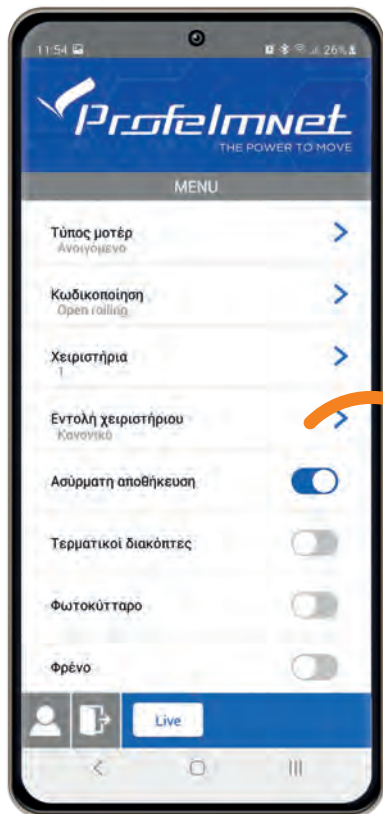 11:54
26%
Profelmnet
THE POWER TO MOVE
MENU
Τύπος μοτέρ
Ανοιγόμενο
Κωδικοποίηση
Open rolling
Χειριστήρια
1
Εντολή χειριστήριου
Κανονικό
Ασύρματη αποθήκευση
Τερματικοί διακόπτες
Φωτοκύτταρο
Φρένο
Live